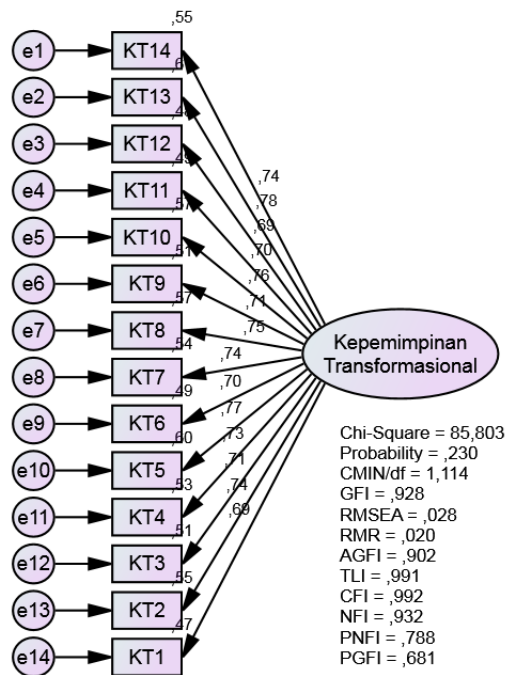 ,55
e1
KT14
e2
KT13
e3
KT12
e4
KT11
e5
KT10
,51
e6
KT9
,57
e7
KT8
,54
e8
KT7
,49
e9
KT6
,60
e10
KT5
,53
e11
KT4
,51
e12
KT3
,55
e13
KT2
,47
e14
KT1
,74
,78
,69
,70
,76
,71
,75
,74
,70
,77
,73
,71
,74
,69
Kepemimpinan
Transformasional
Chi-Square = 85,803
Probability = ,230
CMIN/df = 1,114
GFI = ,928
RMSEA = ,028
RMR = ,020
AGFI = ,902
TLI = ,991
CFI = ,992
NFI = ,932
PNFI = ,788
PGFI = ,681